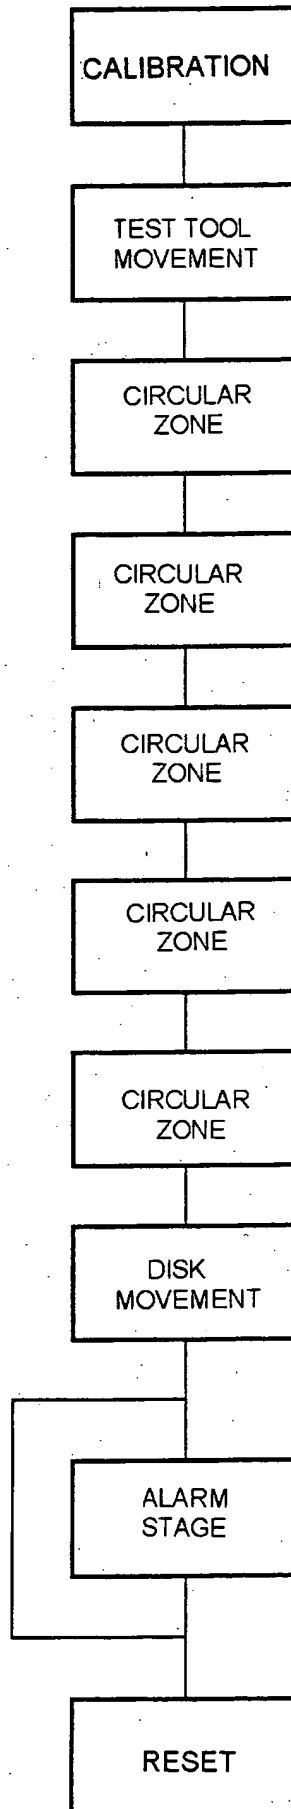 CALIBRATION
TEST TOOL
MOVEMENT
CIRCULAR
ZONE
CIRCULAR
ZONE
CIRCULAR
ZONE
CIRCULAR
ZONE
CIRCULAR
ZONE
DISK
MOVEMENT
ALARM
STAGE
RESET